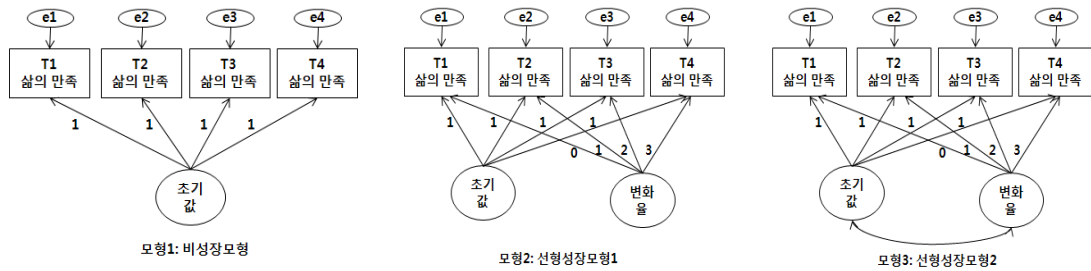 e1 e2 e3 e4
T1 T2 T3 T4
삶의 만족 삶의 만족 삶의 만족 삶의 만족
1 1 1 1
초기
값
모형1: 비성장모형
e1 e2 e3 e4
T1 T2 T3 T4
삶의 만족 삶의 만족 삶의 만족 삶의 만족
1 1 1 1
0 1 2 3
초기
값
변화
율
모형2: 선형성장모형1
e1 e2 e3 e4
T1 T2 T3 T4
삶의 만족 삶의 만족 삶의 만족 삶의 만족
1 1 1 1
0 1 2 3
초기
값
변화
율
모형3: 선형성장모형2